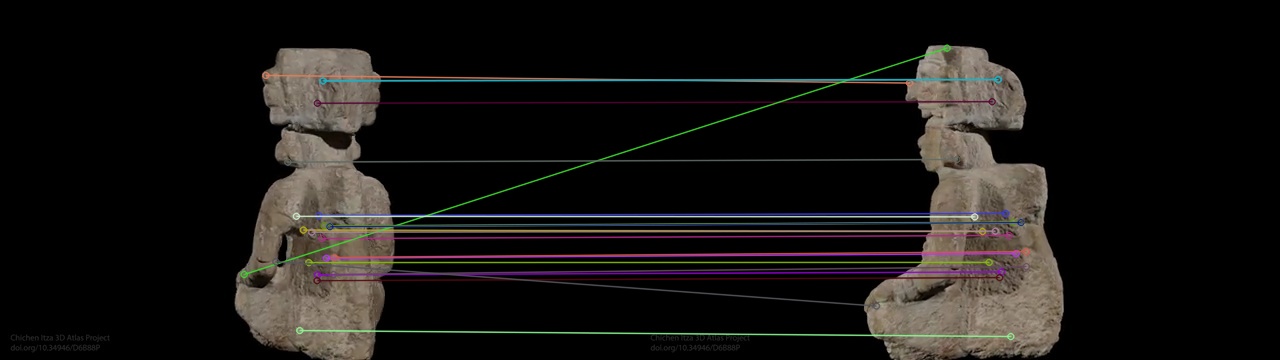 Chichen Itza 3D Atlas Project
doi.org/10.34946/D6B88P
Chichen Itza 3D Atlas Project
doi.org/10.34946/D6B88P